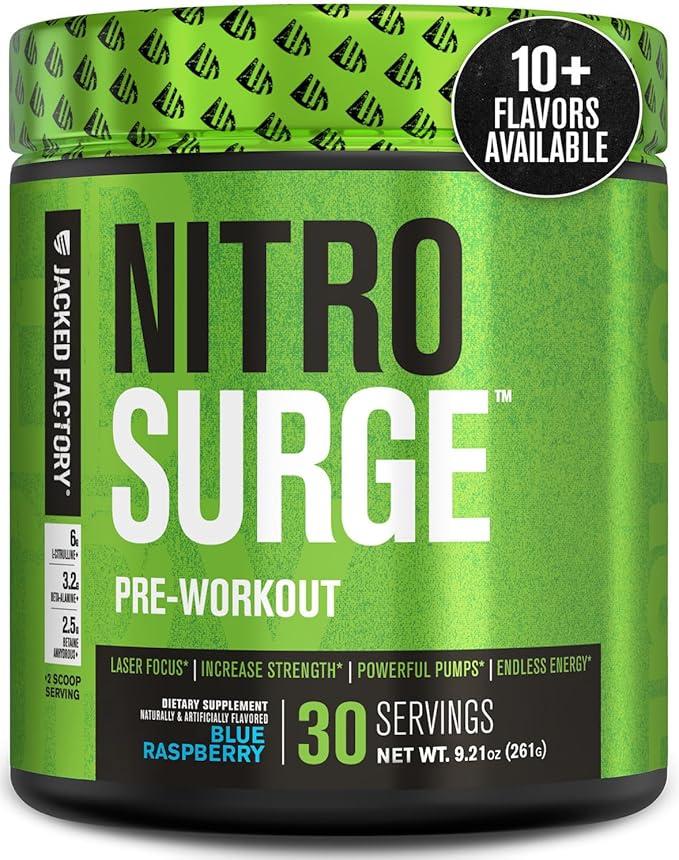 10+
FLAVORS
AVAILABLE
NITRO
SURGE™
PRE-WORKOUT
JACKED FACTORY®
6g
L-CITRULLINE+
3.2g
BETA-ALANINE+
2.5g
BETAINE
ANHYDROUS+
+2 SCOOP
SERVING
LASER FOCUS* | INCREASE STRENGTH* | POWERFUL PUMPS* | ENDLESS ENERGY*
DIETARY SUPPLEMENT
NATURALLY & ARTIFICIALLY FLAVORED
BLUE
RASPBERRY
30 SERVINGS
NET WT. 9.21oz (261G)